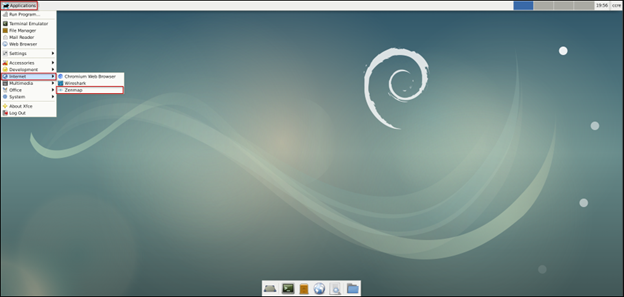 Applications
19:56
Run Program...
Terminal Emulator
File Manager
Mail Reader
Web Browser
Settings
Accessories
Development
Internet
Multimedia
Office
System
About Xfce
Log Out
Chromium Web Browser
Wireshark
Zenmap